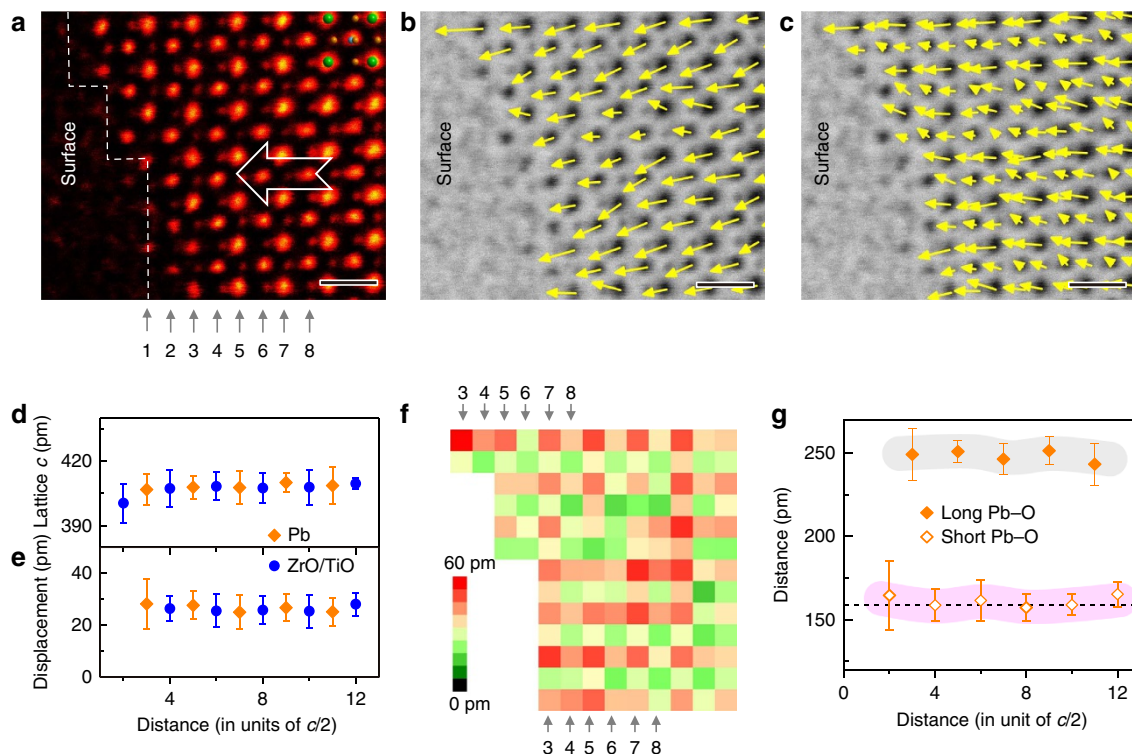 a
b
c
Surface
Surface
Surface
1 2 3 4 5 6 7 8
d
Lattice c (pm)
420
390
Pb
e
Displacement (pm)
40
20
0
ZrO/TiO
4 8 12
Distance (in units of c/2)
f
3 4 5 6 7 8
60 pm
0 pm
3 4 5 6 7 8
g
Distance (pm)
250
200
150
Long Pb–O
Short Pb–O
0 4 8 12
Distance (in unit of c/2)